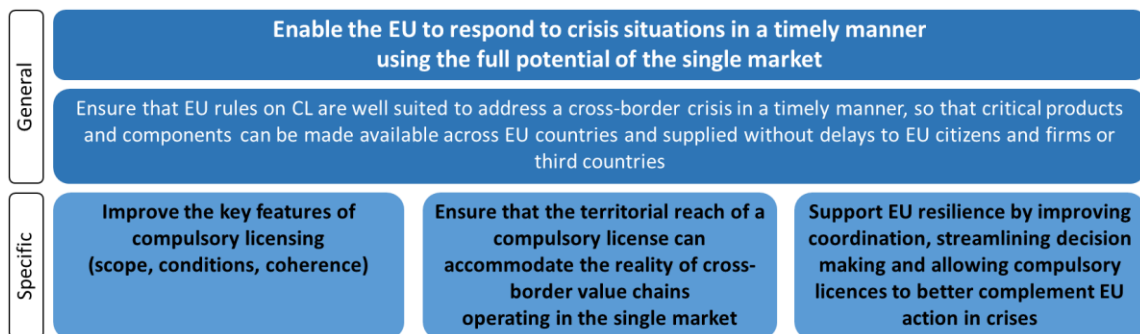 General
Enable the EU to respond to crisis situations in a timely manner
using the full potential of the single market
Ensure that EU rules on CL are well suited to address a cross-border crisis in a timely manner, so that critical products
and components can be made available across EU countries and supplied without delays to EU citizens and firms or
third countries
Specific
Improve the key features of
compulsory licensing
(scope, conditions, coherence)
Ensure that the territorial reach of a
compulsory license can
accommodate the reality of cross-
border value chains
operating in the single market
Support EU resilience by improving
coordination, streamlining decision
making and allowing compulsory
licences to better complement EU
action in crises